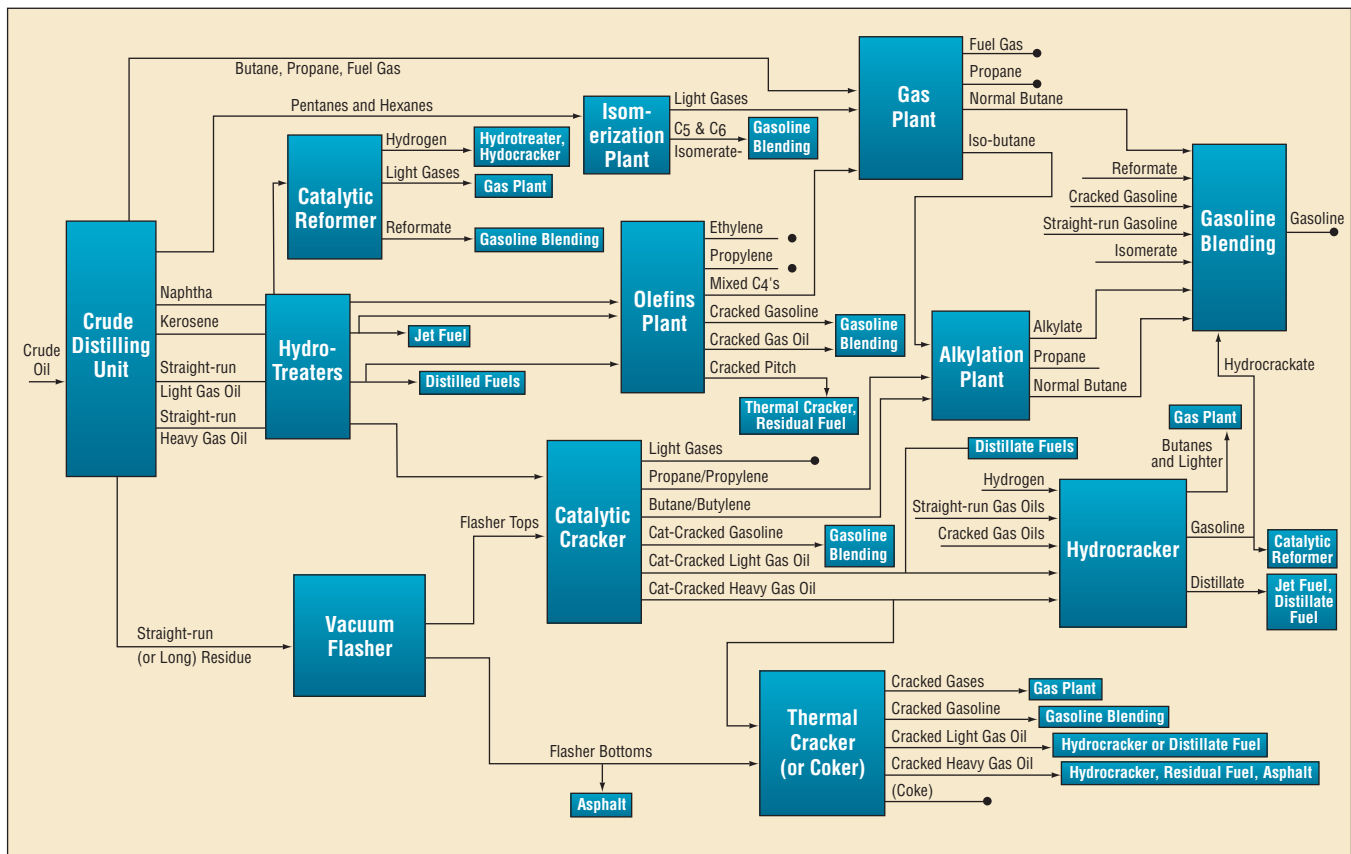 Butane, Propane, Fuel Gas
Pentanes and Hexanes
Isom-
erization
Plant
Light Gases
C5 & C6
Isomerate-
Gasoline
Blending
Gas
Plant
Fuel Gas
Propane
Normal Butane
Iso-butane
Catalytic
Reformer
Hydrogen
Hydrotreater,
Hydocracker
Light Gases
Gas Plant
Reformate
Gasoline Blending
Reformate
Cracked Gasoline
Straight-run Gasoline
Isomerate
Gasoline
Blending
Gasoline
Crude
Oil
Crude
Distilling
Unit
Naphtha
Kerosene
Straight-run
Light Gas Oil
Straight-run
Heavy Gas Oil
Hydro-
Treaters
Jet Fuel
Distilled Fuels
Olefins
Plant
Ethylene
Propylene
Mixed C4's
Cracked Gasoline
Cracked Gas Oil
Gasoline
Blending
Cracked Pitch
Thermal Cracker,
Residual Fuel
Alkylation
Plant
Alkylate
Propane
Normal Butane
Hydrocrackate
Flasher Tops
Catalytic
Cracker
Light Gases
Propane/Propylene
Butane/Butylene
Cat-Cracked Gasoline
Gasoline
Blending
Cat-Cracked Light Gas Oil
Cat-Cracked Heavy Gas Oil
Distillate Fuels
Gas Plant
Butanes
and Lighter
Hydrogen
Straight-run Gas Oils
Cracked Gas Oils
Hydrocracker
Gasoline
Catalytic
Reformer
Distillate
Jet Fuel,
Distillate
Fuel
Straight-run
(or Long) Residue
Vacuum
Flasher
Flasher Bottoms
Asphalt
Thermal
Cracker
(or Coker)
Cracked Gases
Gas Plant
Cracked Gasoline
Gasoline Blending
Cracked Light Gas Oil
Hydrocracker or Distillate Fuel
Cracked Heavy Gas Oil
Hydrocracker, Residual Fuel, Asphalt
(Coke)